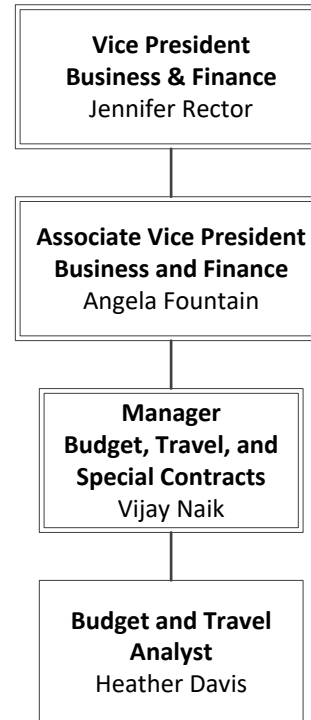 Vice President
Business & Finance
Jennifer Rector
Associate Vice President
Business and Finance
Angela Fountain
Manager
Budget, Travel, and
Special Contracts
Vijay Naik
Budget and Travel
Analyst
Heather Davis